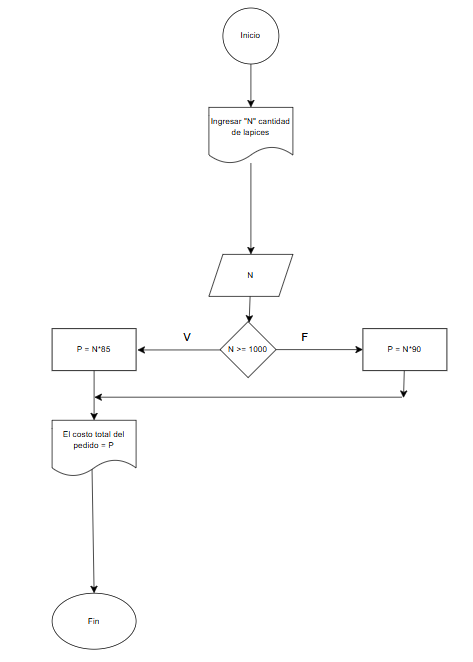 Inicio
Ingresar "N" cantidad
de lapices
N
V
F
P = N*85
N >= 1000
P = N*90
El costo total del
pedido = P
Fin